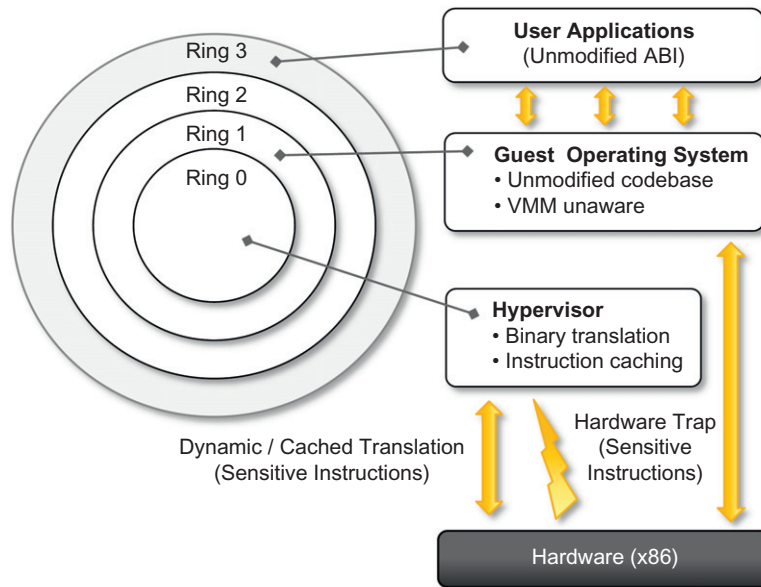 Ring 3
Ring 2
Ring 1
Ring 0
User Applications
(Unmodified ABI)
Guest Operating System
• Unmodified codebase
• VMM unaware
Hypervisor
• Binary translation
• Instruction caching
Dynamic / Cached Translation
(Sensitive Instructions)
Hardware Trap
(Sensitive
Instructions)
Hardware (x86)